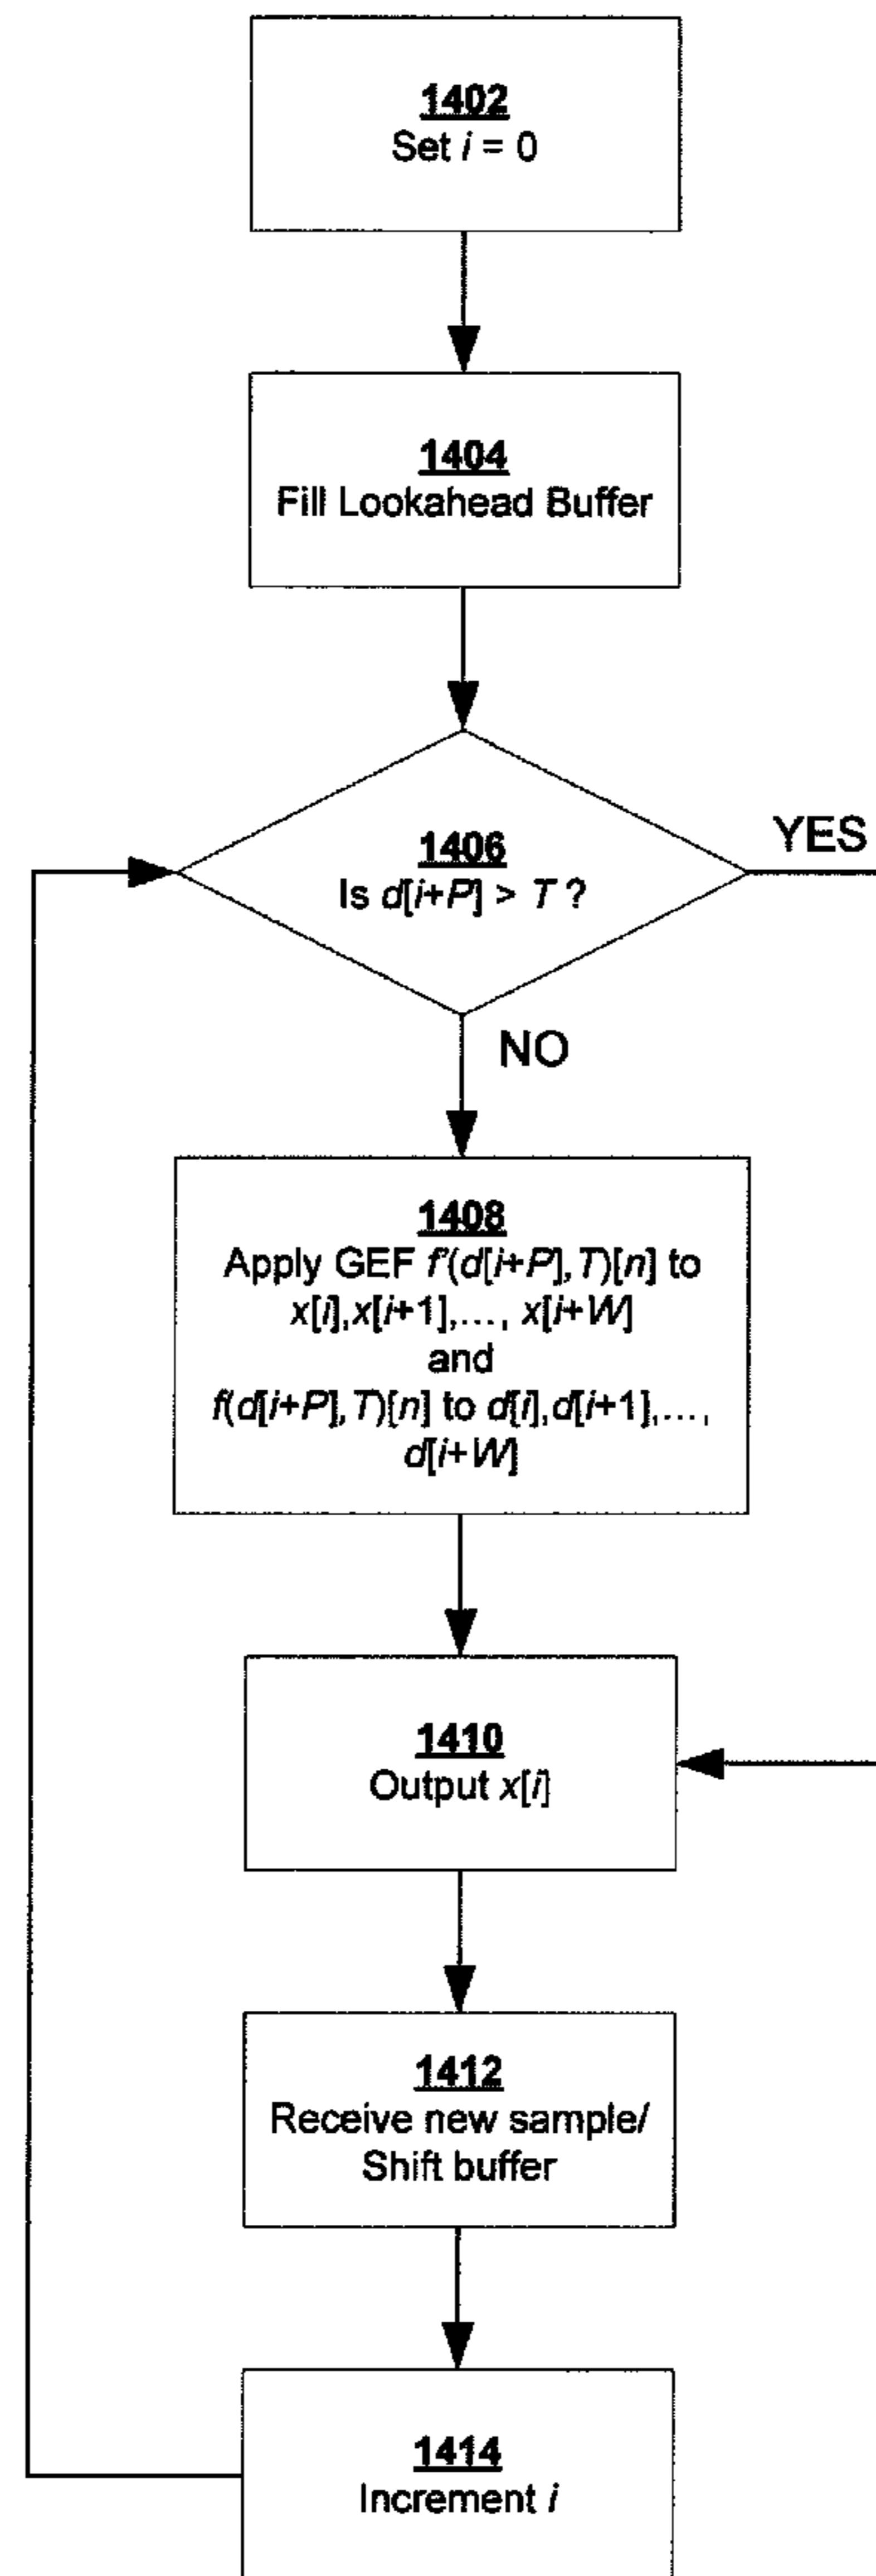 1402
Set i = 0
1404
Fill Lookahead Buffer
1406
Is d[i+P] > T ?
YES
NO
1408
Apply GEF f'(d[i+P],T)[n] to
x[i],x[i+1],..., x[i+W]
and
f(d[i+P],T)[n] to d[i],d[i+1],...,
d[i+W]
1410
Output x[i]
1412
Receive new sample/
Shift buffer
1414
Increment i